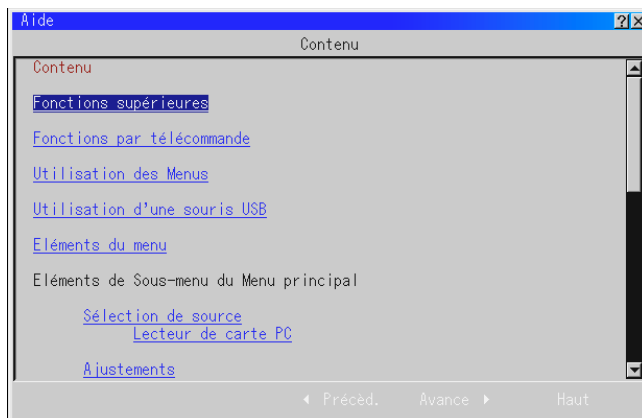 Aide
Contenu
Contenu
Fonctions supérieures
Fonctions par télécommande
Utilisation des Menus
Utilisation d'une souris USB
Eléments du menu
Eléments de Sous-menu du Menu principal
Sélection de source
Lecteur de carte PC
Ajustements
Précèd. Avance Haut